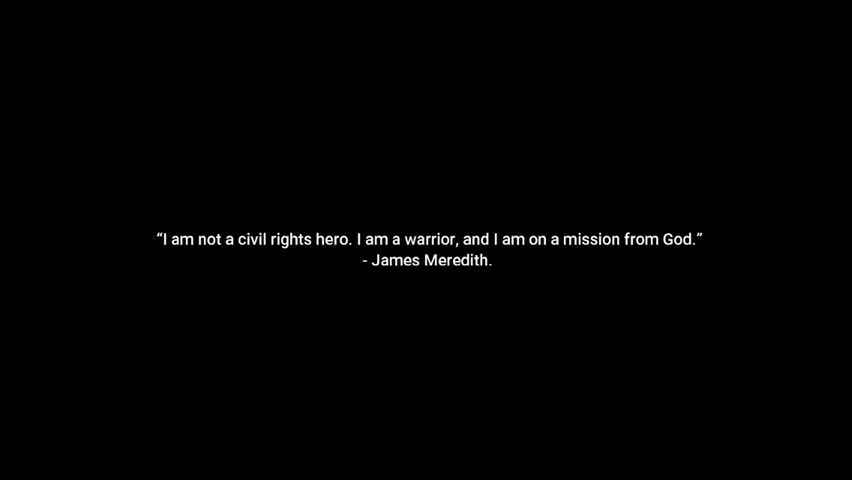 “I am not a civil rights hero. I am a warrior, and I am on a mission from God.”
- James Meredith.